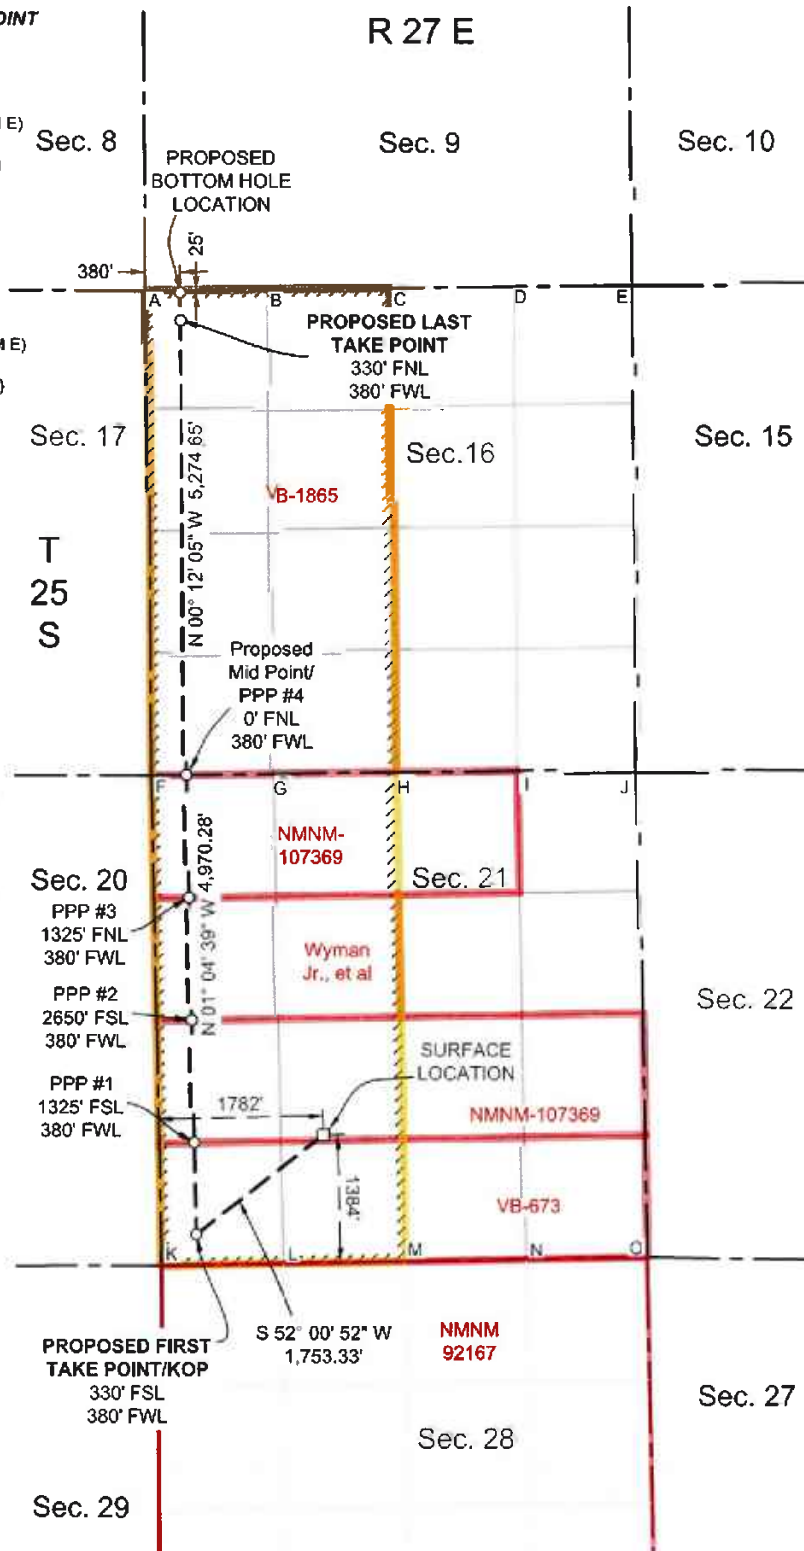 OINT
R 27 E
E)
Sec. 8
Sec. 9
Sec. 10
PROPOSED
BOTTOM HOLE
LOCATION
25'
380'
A
B
C
D
E
PROPOSED LAST
TAKE POINT
330' FNL
380' FWL
E)
)
Sec. 17
Sec.16
Sec. 15
N 00° 12' 05" W 5,274.65'
VB-1865
T
25
S
Proposed
Mid Point/
PPP #4
0' FNL
380' FWL
F
G
H
I
J
NMNM-
107369
Sec. 20
Sec. 21
PPP #3
1325' FNL
380' FWL
N 01° 04' 39" W 4,970.28'
Wyman
Jr., et al
PPP #2
2650' FSL
380' FWL
Sec. 22
SURFACE
LOCATION
PPP #1
1325' FSL
380' FWL
1782'
NMNM-107369
1384'
VB-673
K
L
M
N
O
S 52° 00' 52" W
1,753.33'
NMNM
92167
PROPOSED FIRST
TAKE POINT/KOP
330' FSL
380' FWL
Sec. 27
Sec. 28
Sec. 29